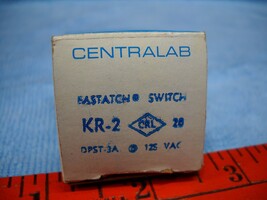 CENTRALAB
FASTATCH® SWITCH
KR-2 CRL 20
DPST-3A @ 125 VAC
1
2
3